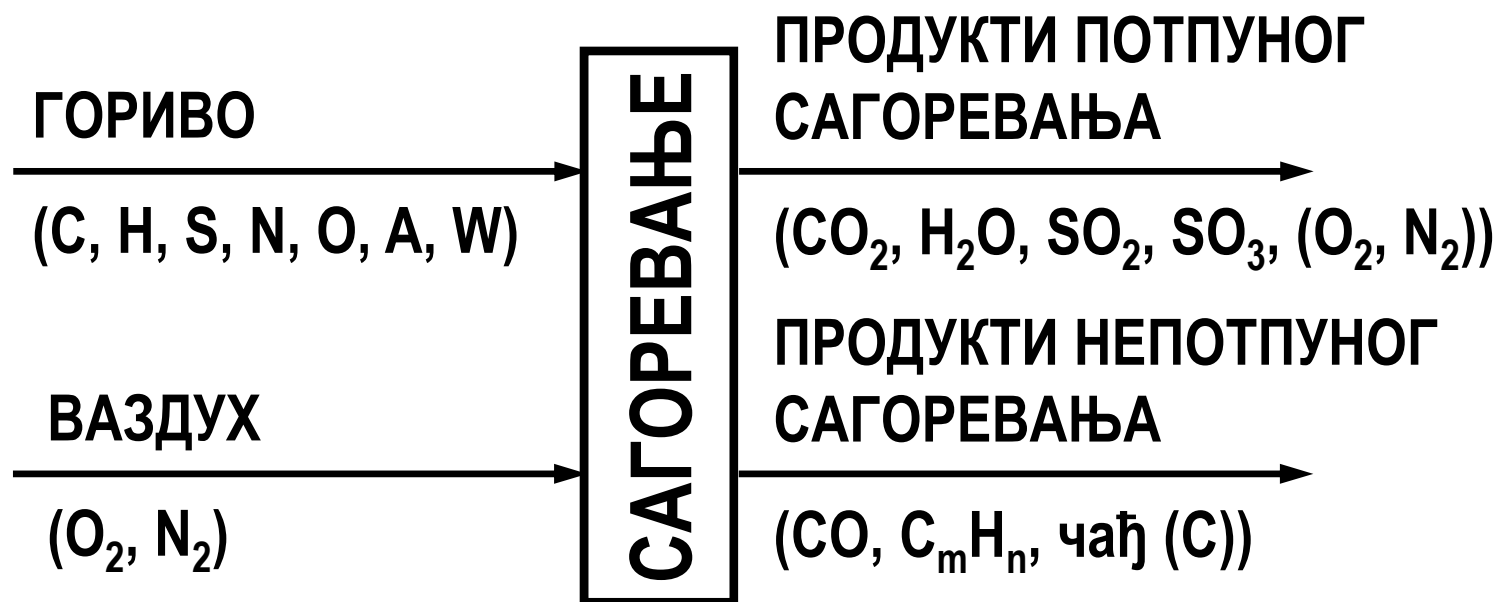 ГОРИВО
(C, H, S, N, O, A, W)
ВАЗДУХ
(O₂, N₂)
САГОРЕВАЊЕ
ПРОДУКТИ ПОТПУНОГ
САГОРЕВАЊА
(CO₂, H₂O, SO₂, SO₃, (O₂, N₂))
ПРОДУКТИ НЕПОТПУНОГ
САГОРЕВАЊА
(CO, CₘHₙ, чађ (C))